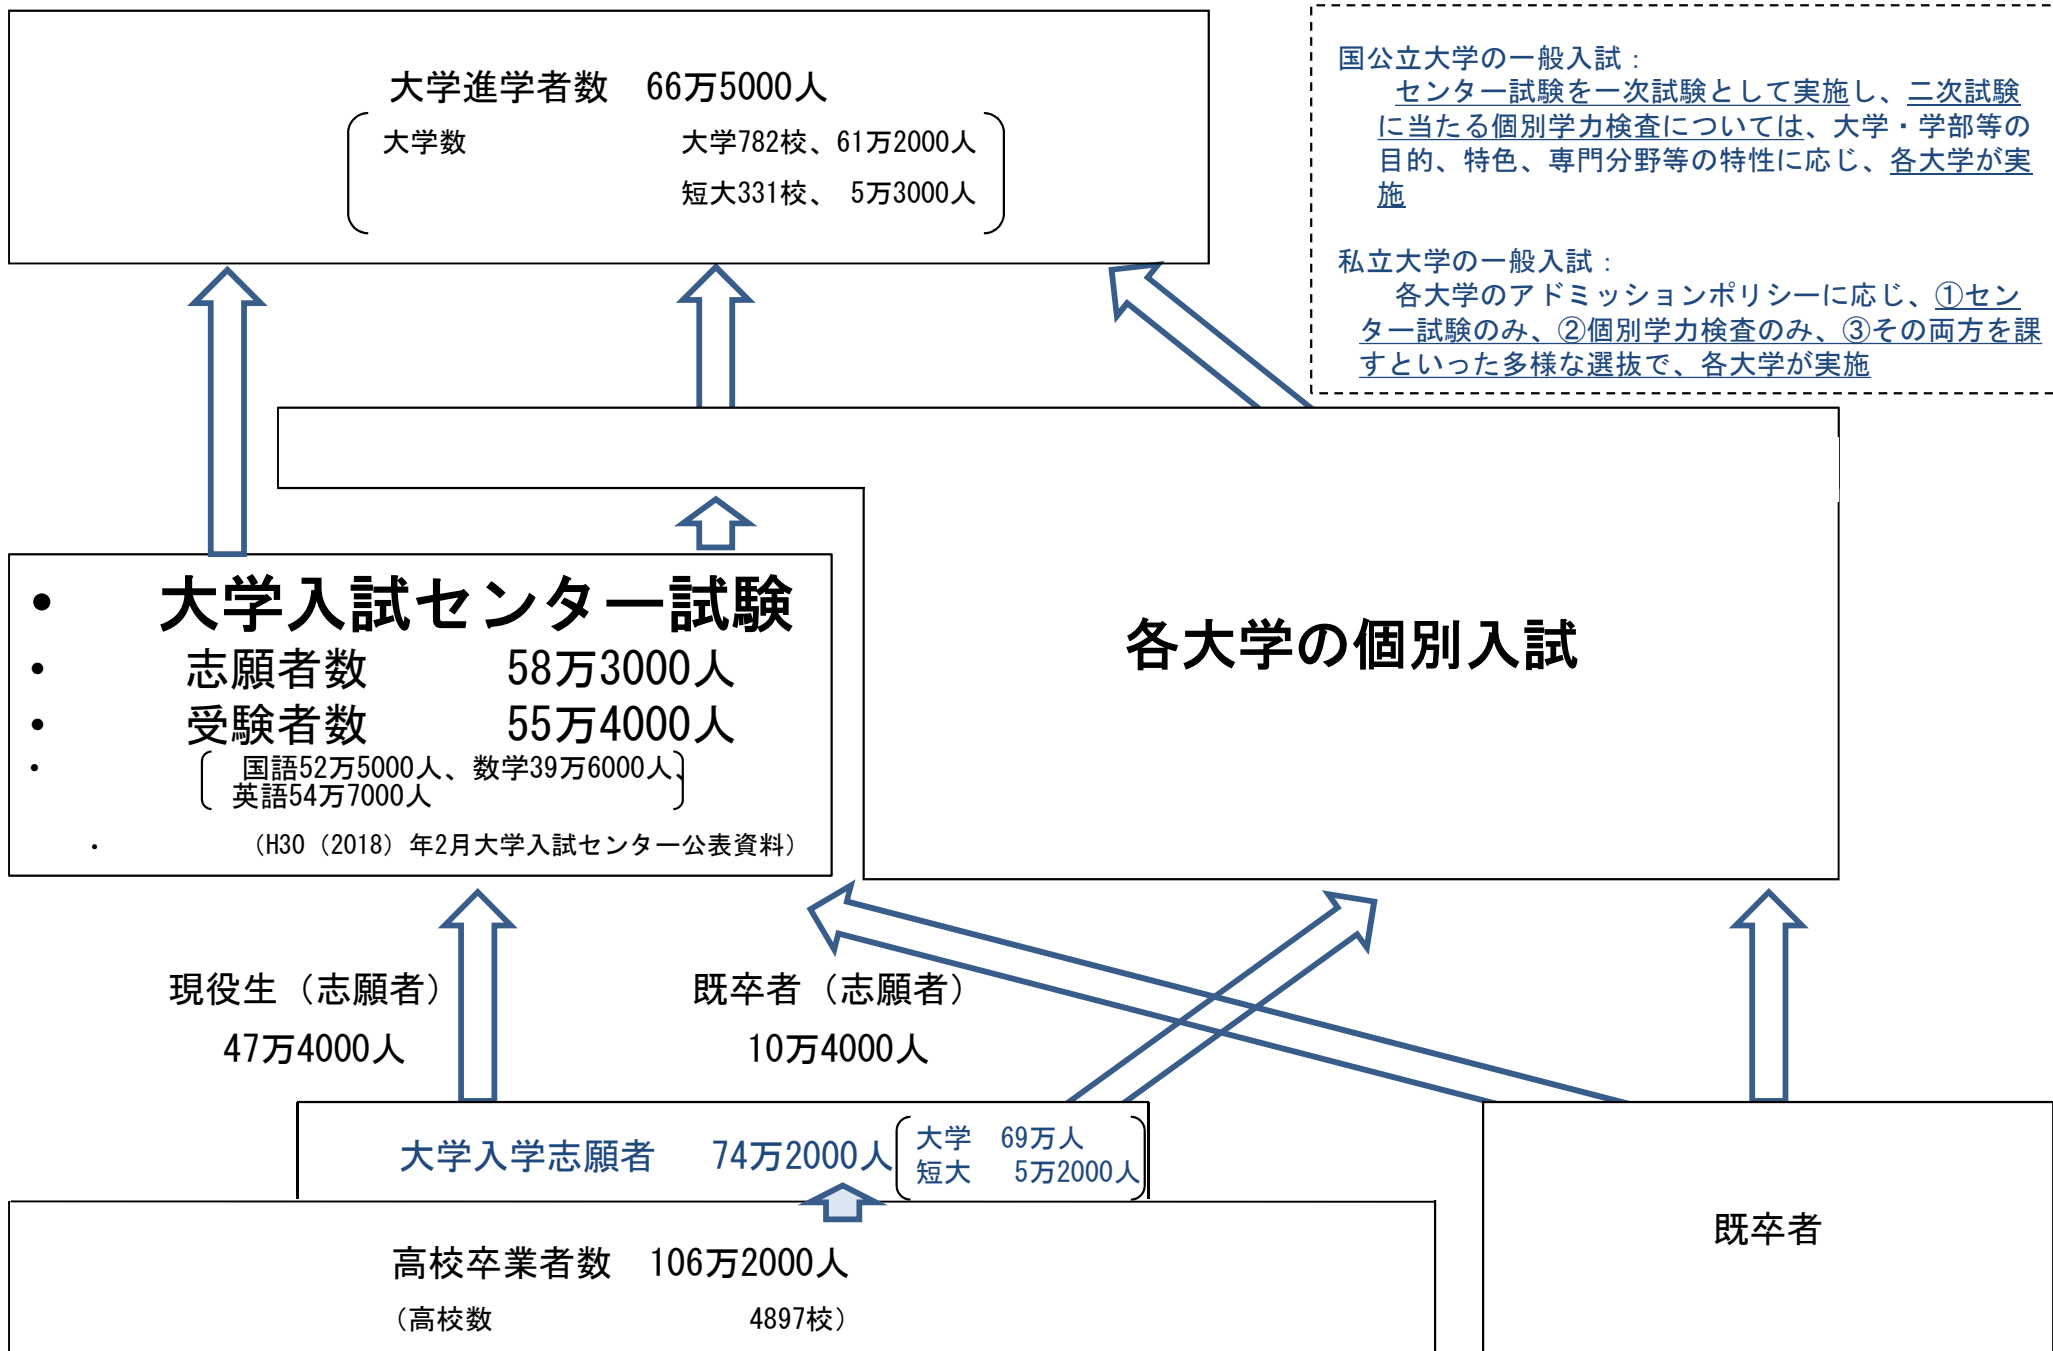 大学進学者数　66万5000人
大学数　大学782校、61万2000人
短大331校、　5万3000人
国公立大学の一般入試：
センター試験を一次試験として実施し、二次試験
に当たる個別学力検査については、大学・学部等の
目的、特色、専門分野等の特性に応じ、各大学が実
施
私立大学の一般入試：
各大学のアドミッションポリシーに応じ、①セン
ター試験のみ、②個別学力検査のみ、③その両方を課
すといった多様な選抜で、各大学が実施
・　大学入試センター試験
・　志願者数　58万3000人
・　受験者数　55万4000人
・　国語52万5000人、数学39万6000人、
英語54万7000人
・　（H30（2018）年2月大学入試センター公表資料）
各大学の個別入試
現役生（志願者）
47万4000人
既卒者（志願者）
10万4000人
大学入学志願者　74万2000人
大学　69万人
短大　5万2000人
高校卒業者数　106万2000人
（高校数　4897校）
既卒者